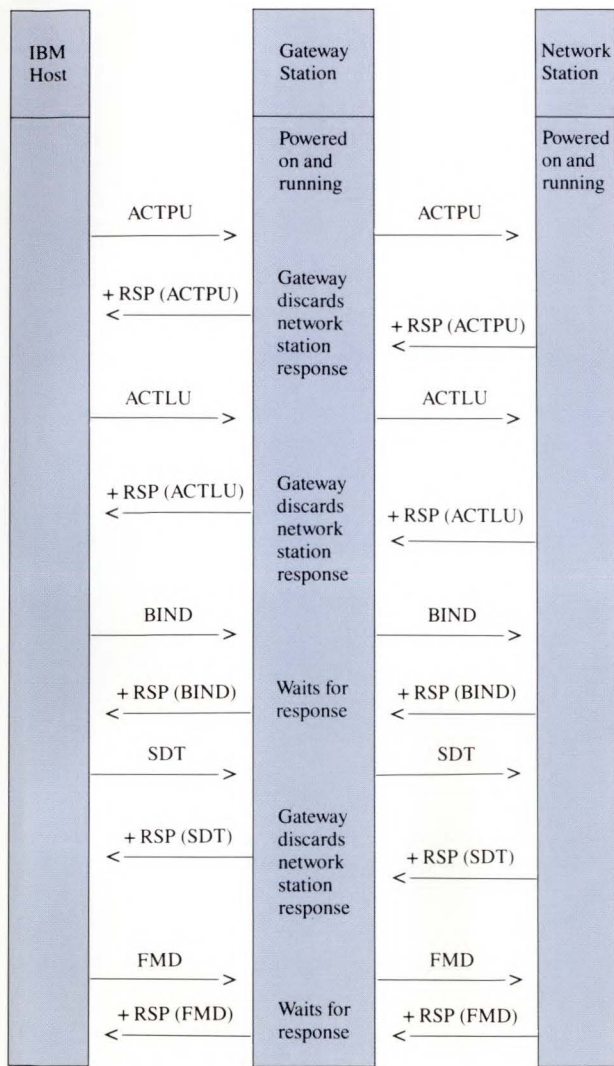 IBM
Host
Gateway
Station
Network
Station
Powered
on and
running
Powered
on and
running
ACTPU
ACTPU
+ RSP (ACTPU)
Gateway
discards
network
station
response
+ RSP (ACTPU)
ACTLU
ACTLU
+ RSP (ACTLU)
Gateway
discards
network
station
response
+ RSP (ACTLU)
BIND
BIND
+ RSP (BIND)
Waits for
response
+ RSP (BIND)
SDT
SDT
+ RSP (SDT)
Gateway
discards
network
station
response
+ RSP (SDT)
FMD
FMD
+ RSP (FMD)
Waits for
response
+ RSP (FMD)